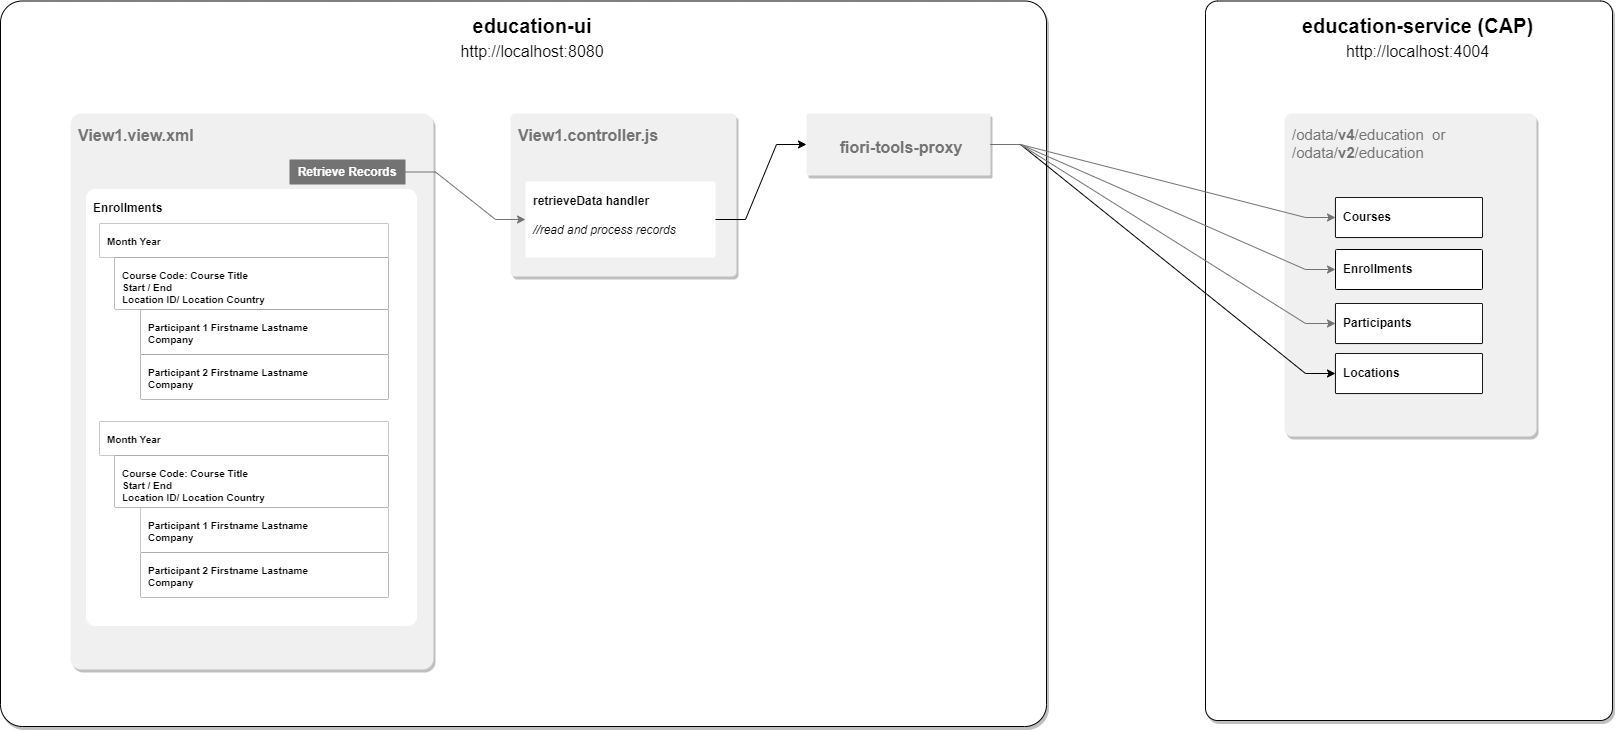 education-ui
http://localhost:8080
View1.view.xml
Retrieve Records
Enrollments
Month Year
Course Code: Course Title
Start / End
Location ID/ Location Country
Participant 1 Firstname Lastname
Company
Participant 2 Firstname Lastname
Company
Month Year
Course Code: Course Title
Start / End
Location ID/ Location Country
Participant 1 Firstname Lastname
Company
Participant 2 Firstname Lastname
Company
View1.controller.js
retrieveData handler
//read and process records
fiori-tools-proxy
education-service (CAP)
http://localhost:4004
/odata/v4/education or
/odata/v2/education
Courses
Enrollments
Participants
Locations